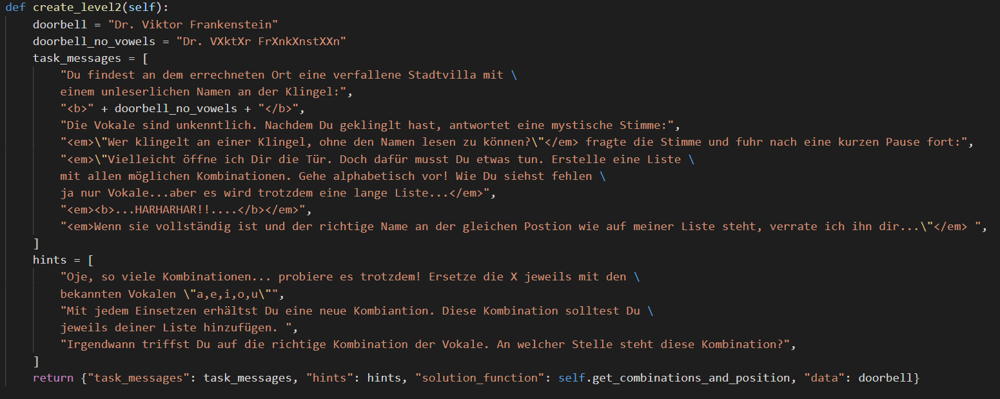 def create_level2(self):
    doorbell = "Dr. Viktor Frankenstein"
    doorbell_no_vowels = "Dr. VXktXr FrXnkXnstXXn"
    task_messages = [
        "Du findest an dem errechneten Ort eine verfallene Stadtvilla mit \
        einem unleserlichen Namen an der Klingel:",
        "<b>" + doorbell_no_vowels + "</b>",
        "Die Vokale sind unkenntlich. Nachdem Du geklinglt hast, antwortet eine mystische Stimme:",
        "<em>\"Wer klingelt an einer Klingel, ohne den Namen lesen zu können?\"</em> fragte die Stimme und fuhr nach eine kurzen Pause fort:",
        "<em>\"Vielleicht öffne ich Dir die Tür. Doch dafür musst Du etwas tun. Erstelle eine Liste \
        mit allen möglichen Kombinationen. Gehe alphabetisch vor! Wie Du siehst fehlen \
        ja nur Vokale...aber es wird trotzdem eine lange Liste...</em>",
        "<em><b>...HARHARHAR!!....</b></em>",
        "<em>Wenn sie vollständig ist und der richtige Name an der gleichen Postion wie auf meiner Liste steht, verrate ich ihn dir...\"</em> ",
    ]
    hints = [
        "Oje, so viele Kombinationen... probiere es trotzdem! Ersetze die X jeweils mit den \
        bekannten Vokalen \"a,e,i,o,u\"",
        "Mit jedem Einsetzen erhältst Du eine neue Kombiantion. Diese Kombination solltest Du \
        jeweils deiner Liste hinzufügen. ",
        "Irgendwann triffst Du auf die richtige Kombination der Vokale. An welcher Stelle steht diese Kombination?",
    ]
    return {"task_messages": task_messages, "hints": hints, "solution_function": self.get_combinations_and_position, "data": doorbell}